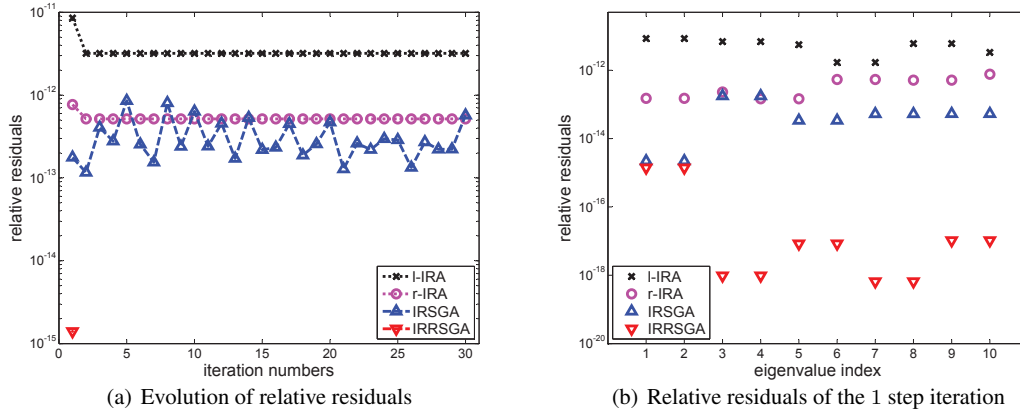 10^-11
10^-12
10^-13
10^-14
10^-15
relative residuals
0 5 10 15 20 25 30
iteration numbers
l-IRA
r-IRA
IRSGA
IRRSGA
(a) Evolution of relative residuals
10^-12
10^-14
10^-16
10^-18
10^-20
relative residuals
1 2 3 4 5 6 7 8 9 10
eigenvalue index
l-IRA
r-IRA
IRSGA
IRRSGA
(b) Relative residuals of the 1 step iteration